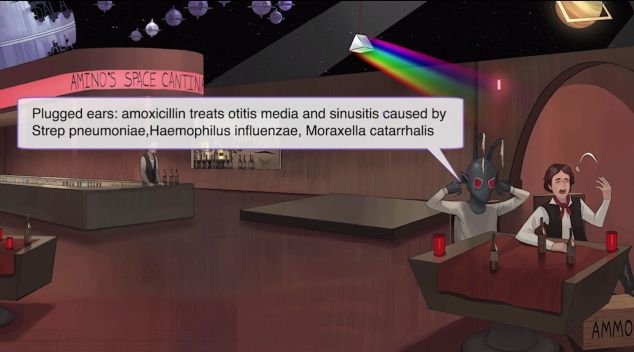 AMINO'S SPACE CANTINA
Plugged ears: amoxicillin treats otitis media and sinusitis caused by
Strep pneumoniae,Haemophilus influenzae, Moraxella catarrhalis
AMMO